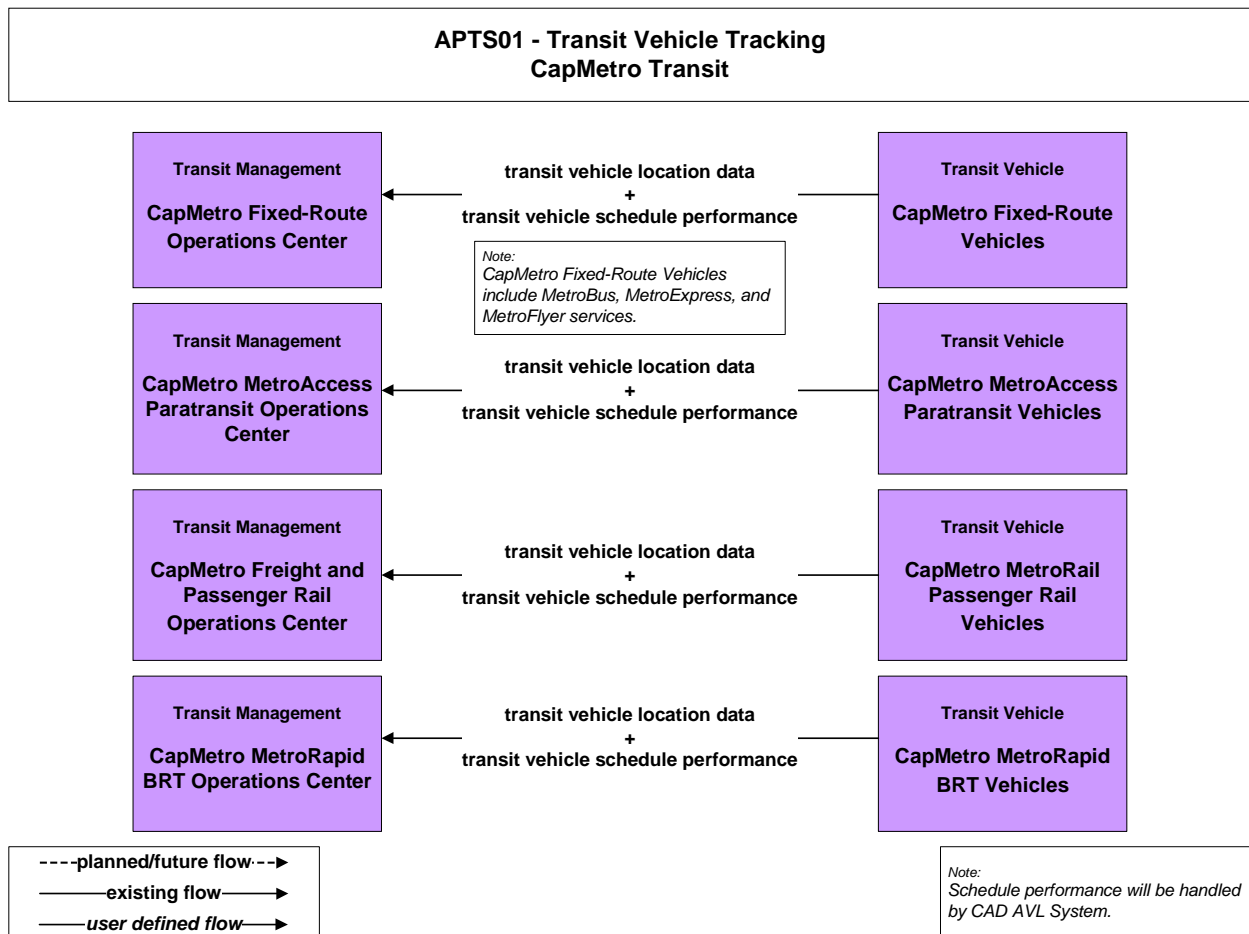 APTS01 - Transit Vehicle Tracking
CapMetro Transit
Transit Management
CapMetro Fixed-Route
Operations Center
transit vehicle location data
+
transit vehicle schedule performance
Transit Vehicle
CapMetro Fixed-Route
Vehicles
Note:
CapMetro Fixed-Route Vehicles
include MetroBus, MetroExpress, and
MetroFlyer services.
Transit Management
CapMetro MetroAccess
Paratransit Operations
Center
transit vehicle location data
+
transit vehicle schedule performance
Transit Vehicle
CapMetro MetroAccess
Paratransit Vehicles
Transit Management
CapMetro Freight and
Passenger Rail
Operations Center
transit vehicle location data
+
transit vehicle schedule performance
Transit Vehicle
CapMetro MetroRail
Passenger Rail
Vehicles
Transit Management
CapMetro MetroRapid
BRT Operations Center
transit vehicle location data
+
transit vehicle schedule performance
Transit Vehicle
CapMetro MetroRapid
BRT Vehicles
planned/future flow
existing flow
user defined flow
Note:
Schedule performance will be handled
by CAD AVL System.